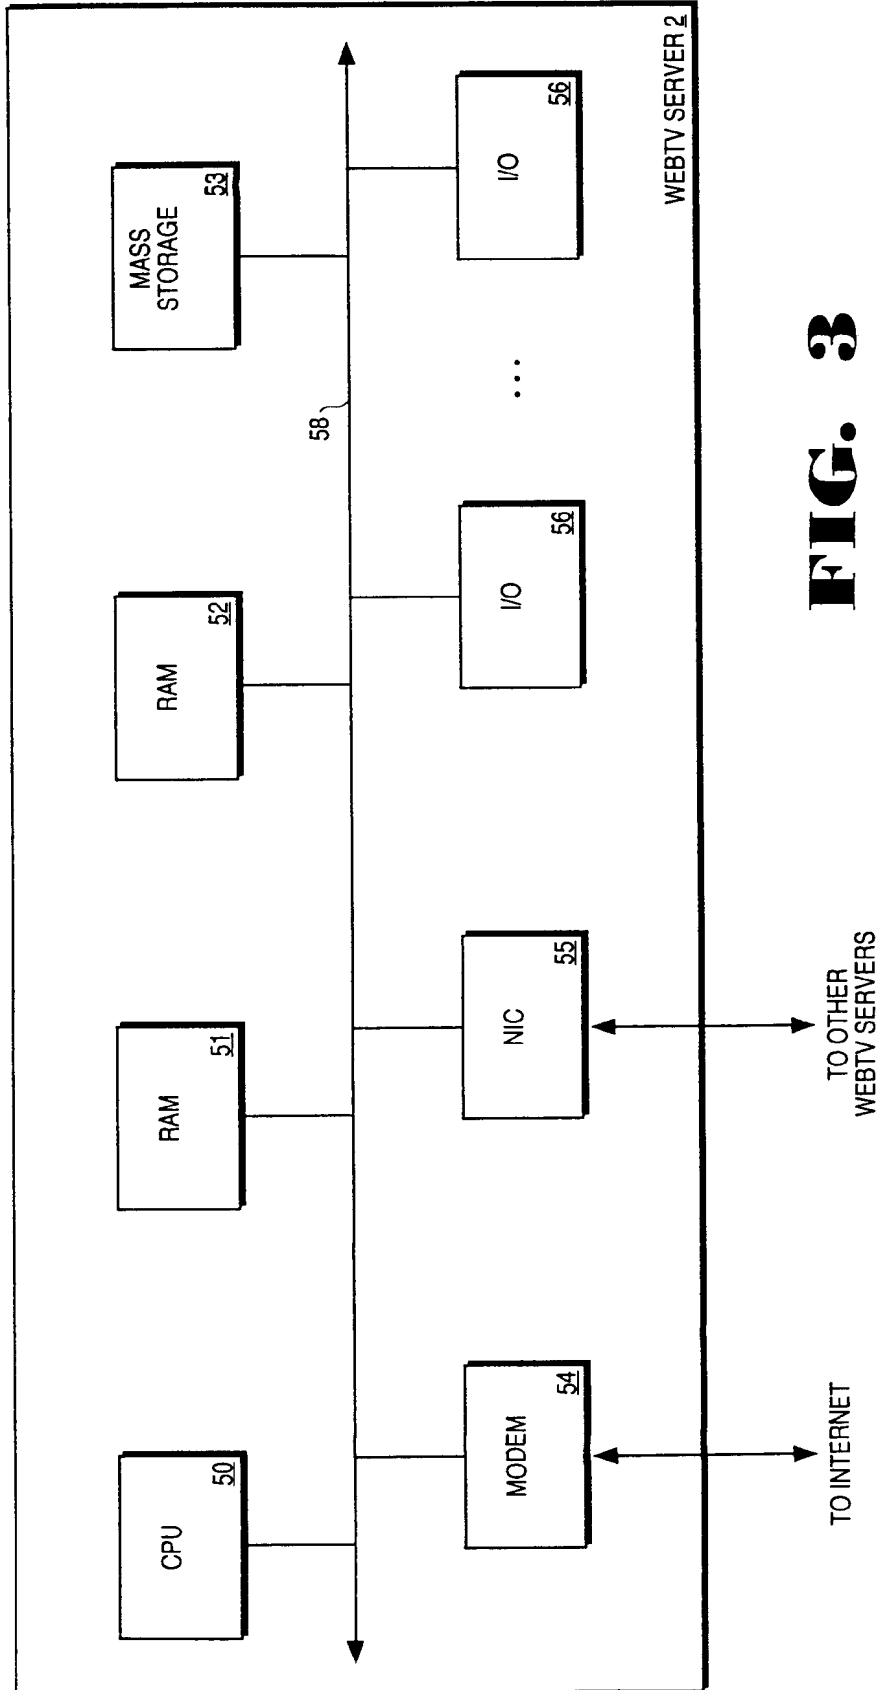 CPU
50
RAM
51
RAM
52
MASS
STORAGE
53
58
MODEM
54
NIC
55
I/O
56
...
I/O
56
WEBTV SERVER 2
TO INTERNET
TO OTHER
WEBTV SERVERS
FIG. 3